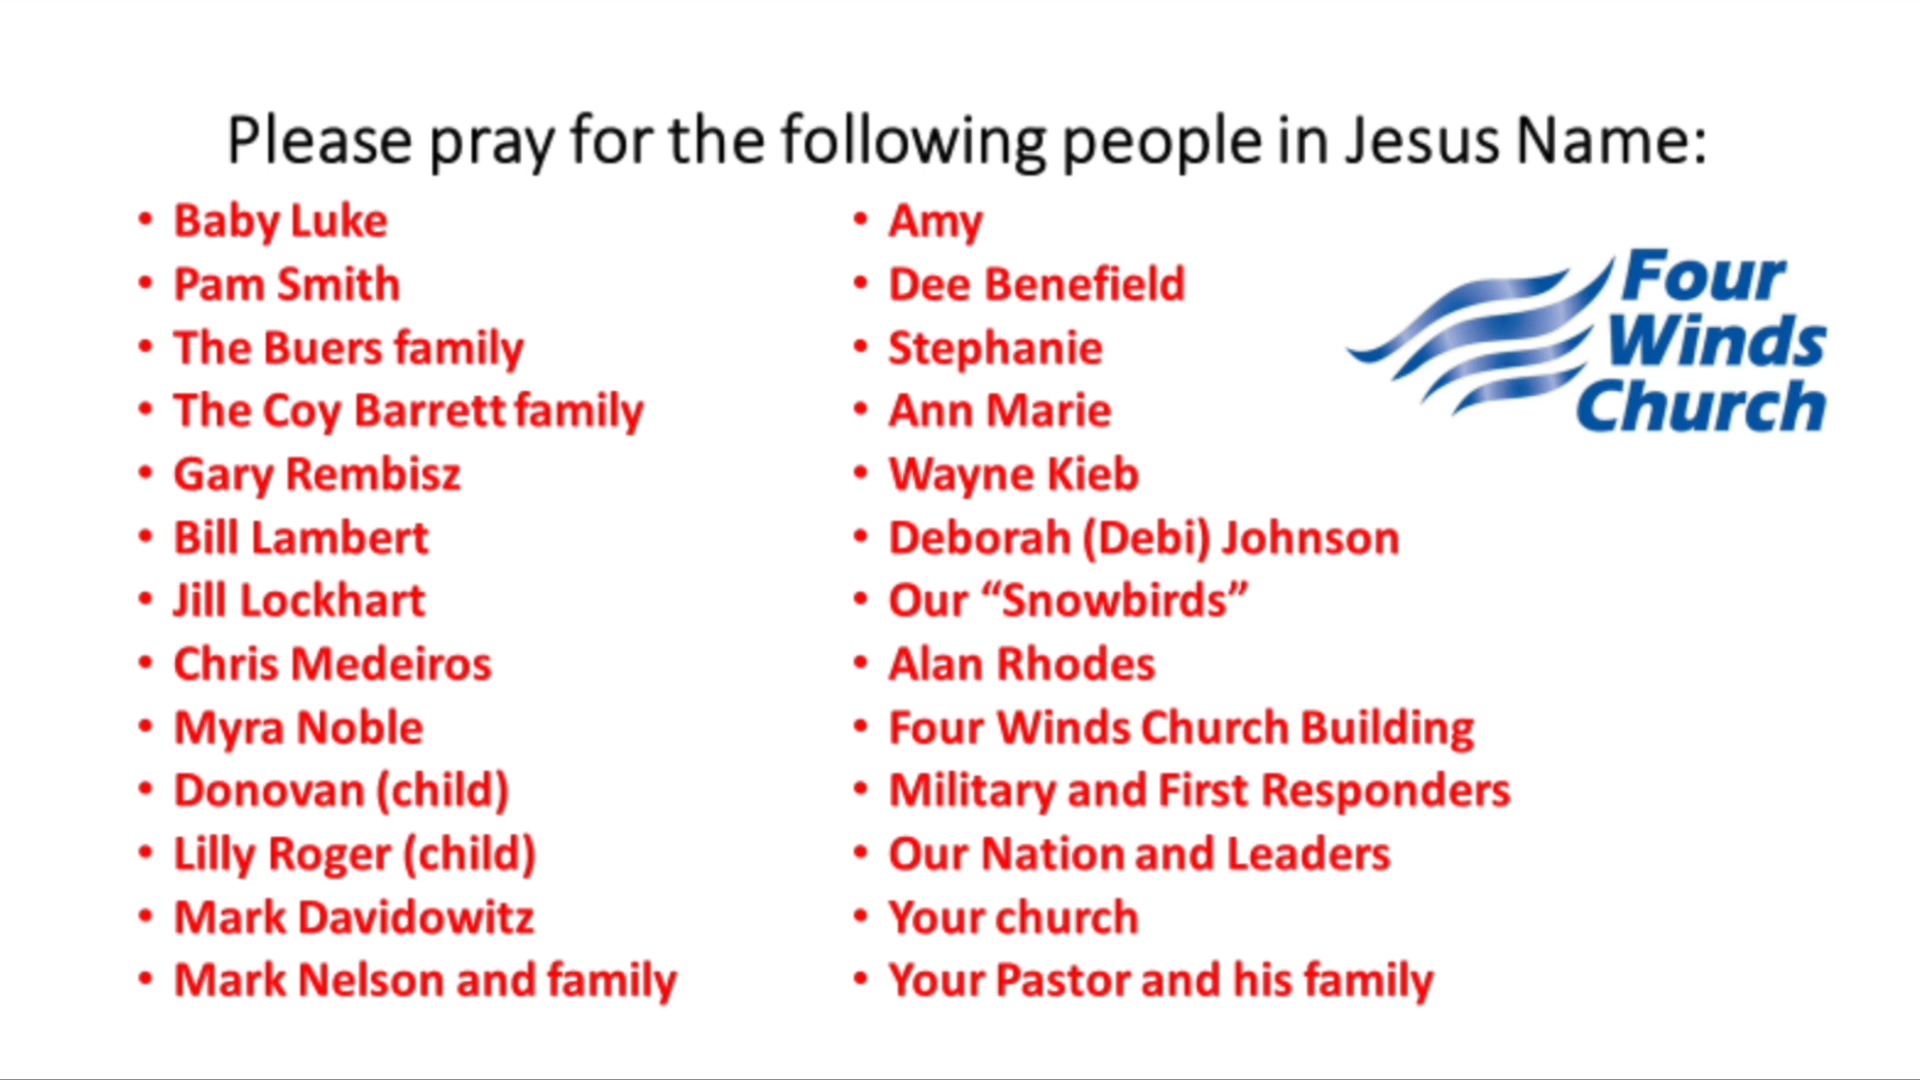 Please pray for the following people in Jesus Name:
• Baby Luke
• Pam Smith
• The Buers family
• The Coy Barrett family
• Gary Rembisz
• Bill Lambert
• Jill Lockhart
• Chris Medeiros
• Myra Noble
• Donovan (child)
• Lilly Roger (child)
• Mark Davidowitz
• Mark Nelson and family
• Amy
• Dee Benefield
• Stephanie
• Ann Marie
• Wayne Kieb
• Deborah (Debi) Johnson
• Our “Snowbirds”
• Alan Rhodes
• Four Winds Church Building
• Military and First Responders
• Our Nation and Leaders
• Your church
• Your Pastor and his family
Four
Winds
Church